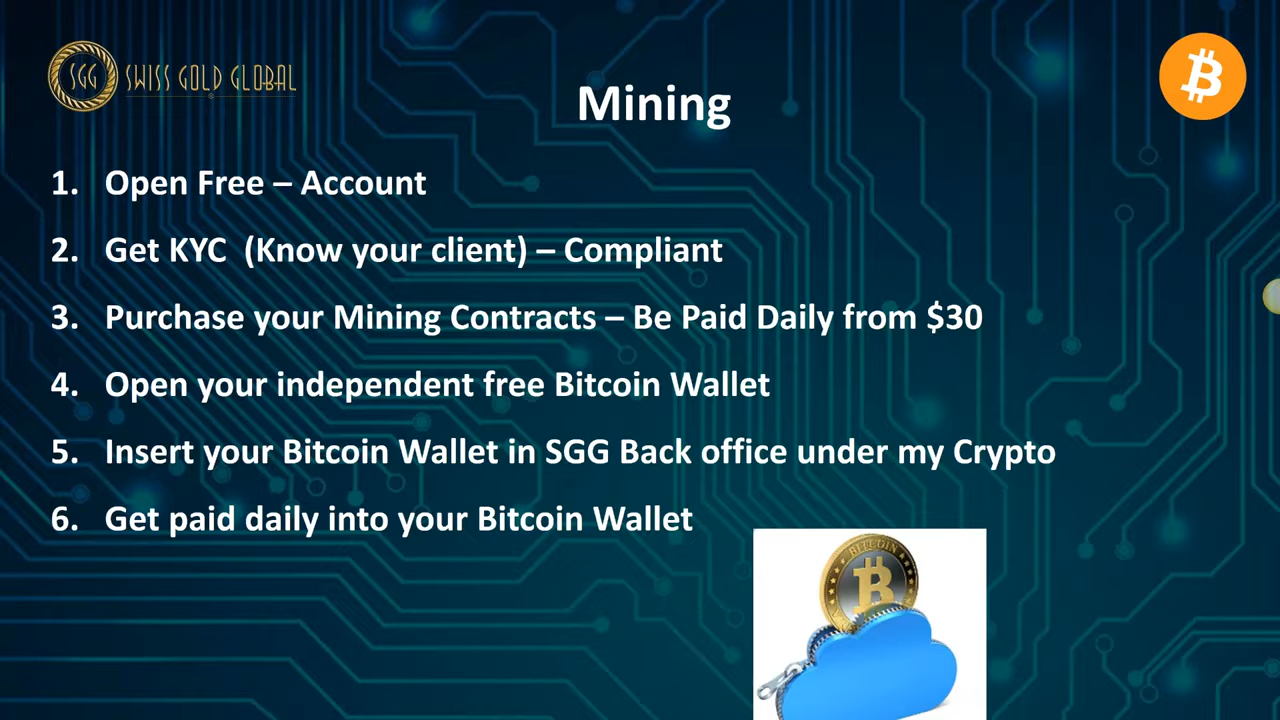 SGG SWISS GOLD GLOBAL
Mining
1. Open Free – Account
2. Get KYC (Know your client) – Compliant
3. Purchase your Mining Contracts – Be Paid Daily from $30
4. Open your independent free Bitcoin Wallet
5. Insert your Bitcoin Wallet in SGG Back office under my Crypto
6. Get paid daily into your Bitcoin Wallet
BITCOIN